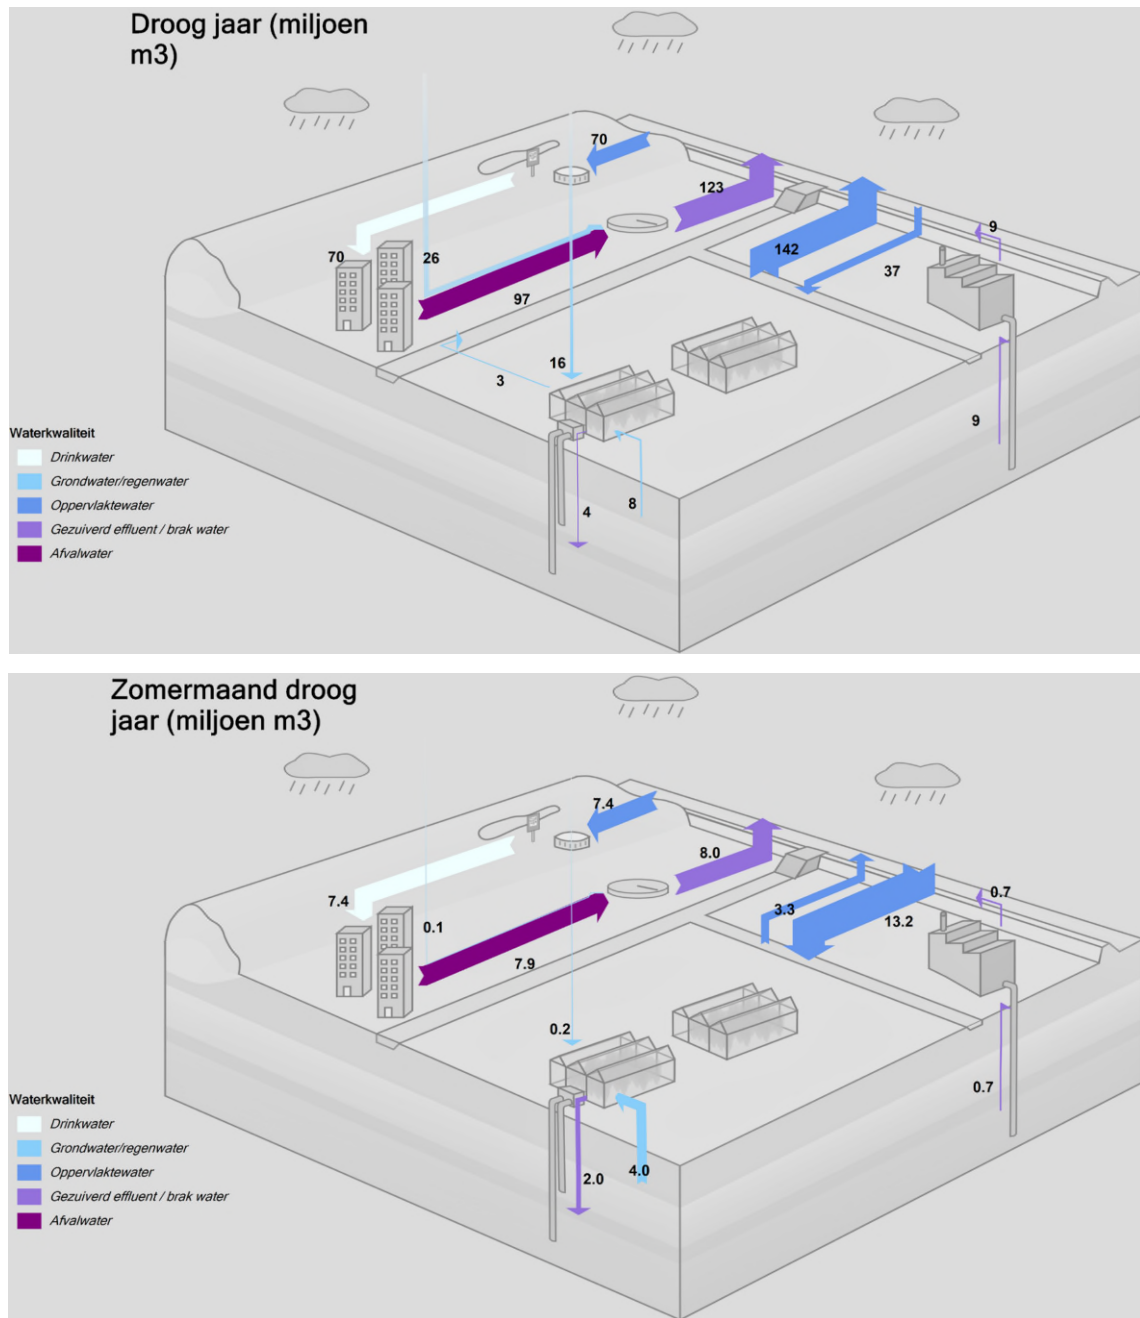 Droog jaar (miljoen
m3)
70
123
9
70
26
142
37
97
16
3
9
8
4
Waterkwaliteit
Drinkwater
Grondwater/regenwater
Oppervlaktewater
Gezuiverd effluent / brak water
Afvalwater
Zomermaand droog
jaar (miljoen m3)
7.4
8.0
0.7
7.4
0.1
3.3
13.2
7.9
0.2
0.7
4.0
2.0
Waterkwaliteit
Drinkwater
Grondwater/regenwater
Oppervlaktewater
Gezuiverd effluent / brak water
Afvalwater